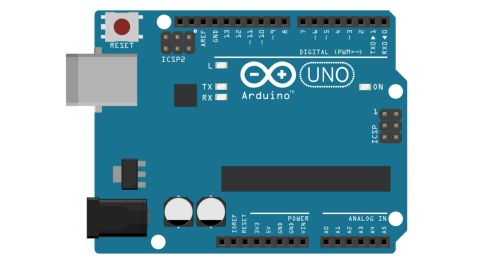 RESET
ICSP2
AREF
GND
13
12
~11
~10
~9
8
7
~6
~5
4
~3
2
TX0▶1
RX0◀0
DIGITAL (PWM=~)
L
TX
RX
Arduino™
UNO
ON
1
ICSP
IOREF
RESET
3V3
5V
GND
GND
VIN
POWER
ANALOG IN
A0
A1
A2
A3
A4
A5